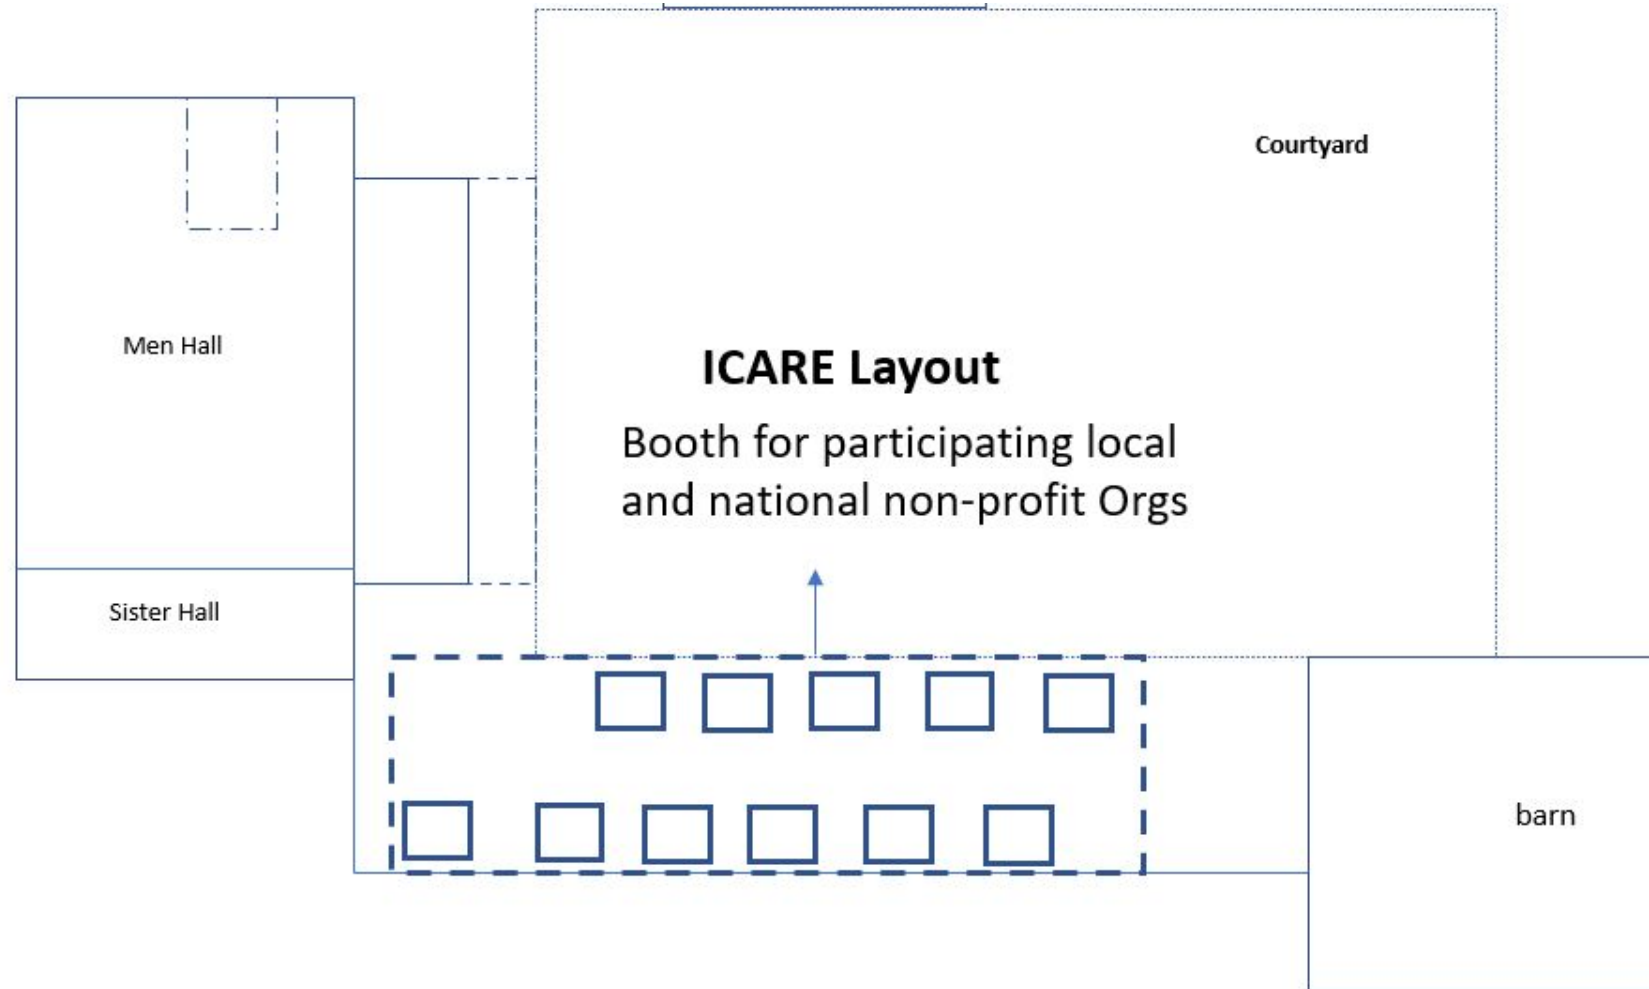 Courtyard
Men Hall
ICARE Layout
Booth for participating local
and national non-profit Orgs
Sister Hall
barn